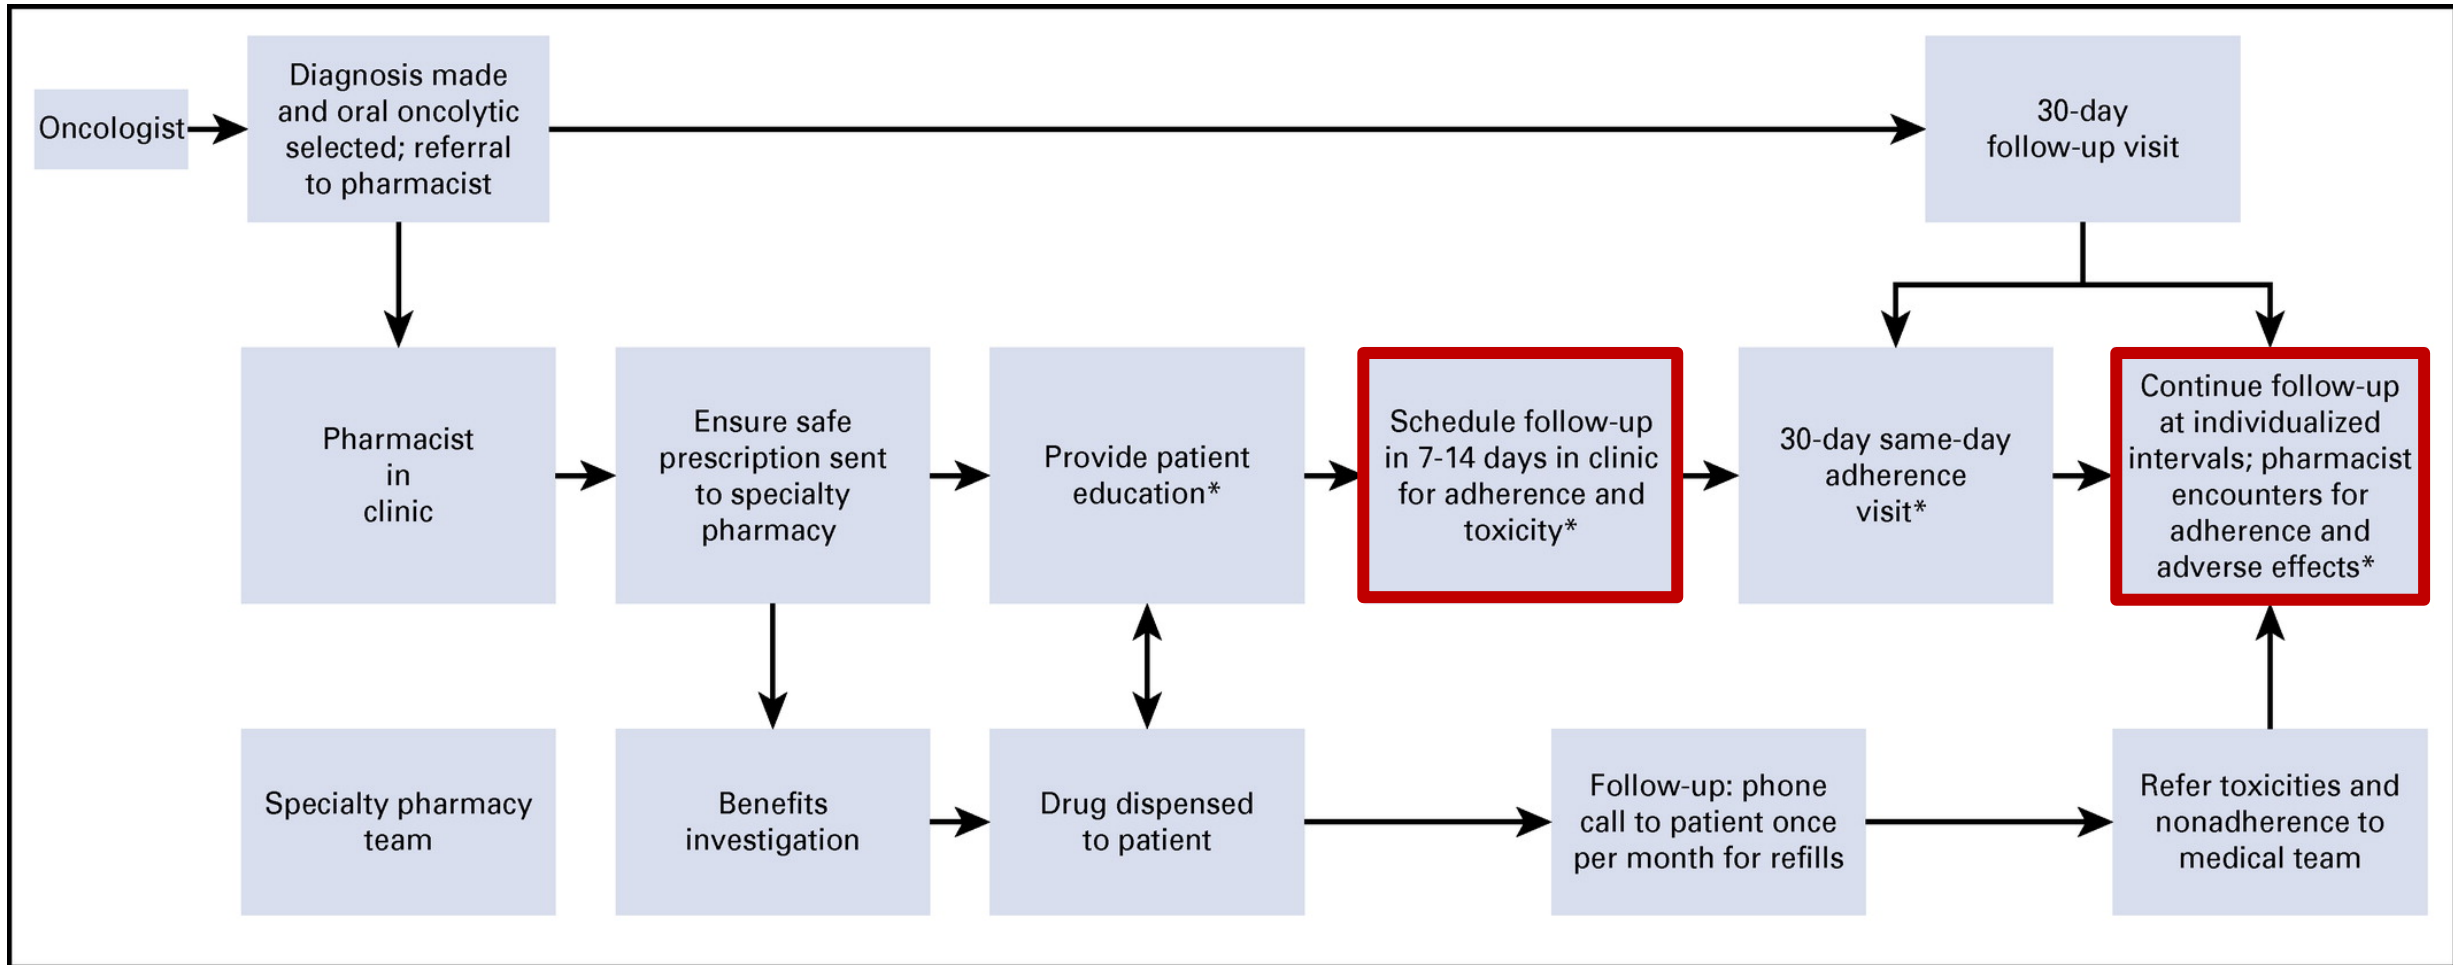 Oncologist
Diagnosis made
and oral oncolytic
selected; referral
to pharmacist
30-day
follow-up visit
Pharmacist
in
clinic
Ensure safe
prescription sent
to specialty
pharmacy
Provide patient
education*
Schedule follow-up
in 7-14 days in clinic
for adherence and
toxicity*
30-day same-day
adherence
visit*
Continue follow-up
at individualized
intervals; pharmacist
encounters for
adherence and
adverse effects*
Specialty pharmacy
team
Benefits
investigation
Drug dispensed
to patient
Follow-up: phone
call to patient once
per month for refills
Refer toxicities and
nonadherence to
medical team